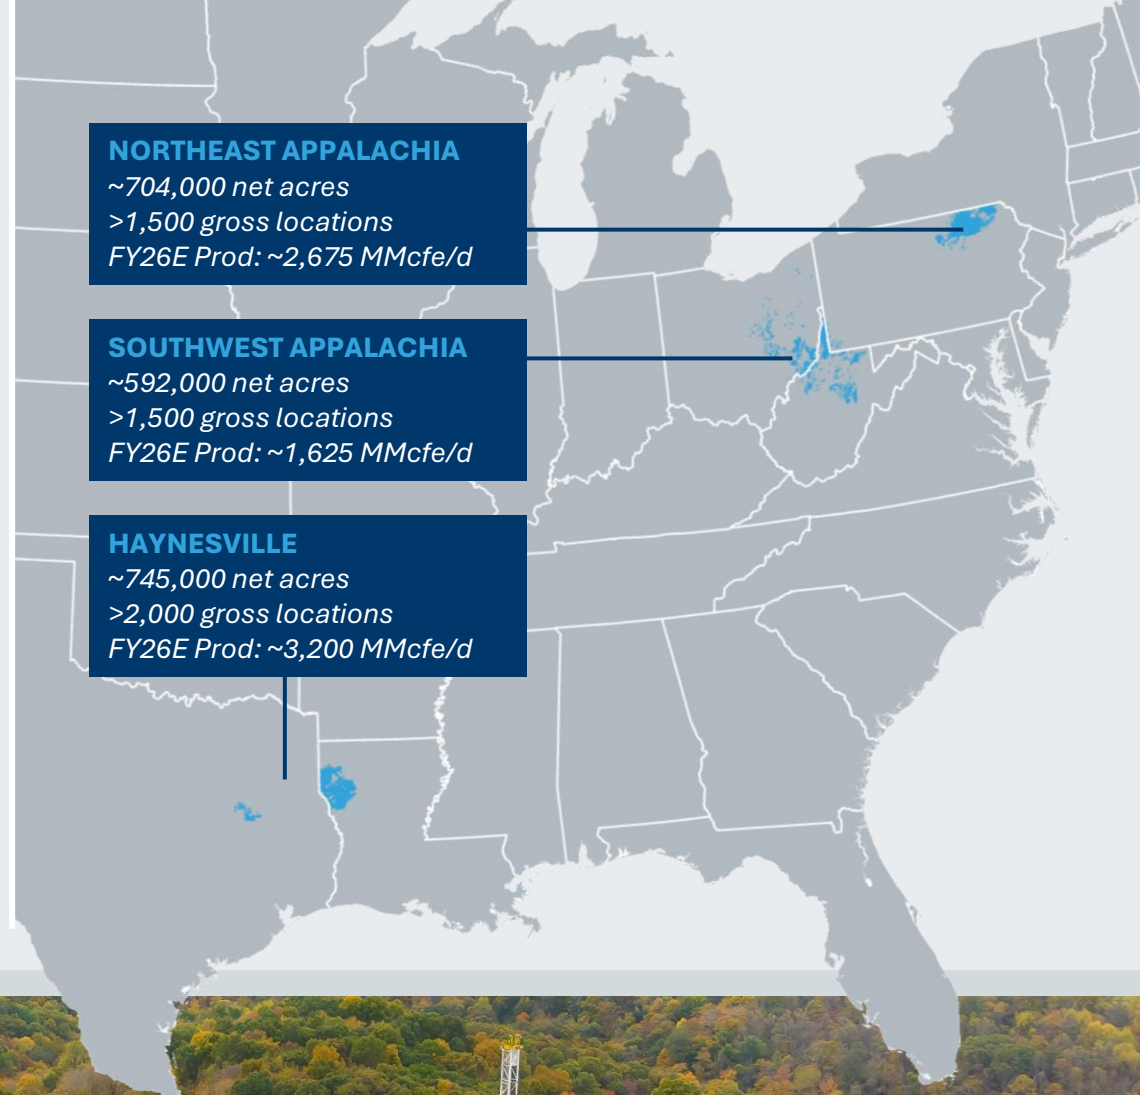 NORTHEAST APPALACHIA
~704,000 net acres
>1,500 gross locations
FY26E Prod: ~2,675 MMcfe/d
SOUTHWEST APPALACHIA
~592,000 net acres
>1,500 gross locations
FY26E Prod: ~1,625 MMcfe/d
HAYNESVILLE
~745,000 net acres
>2,000 gross locations
FY26E Prod: ~3,200 MMcfe/d